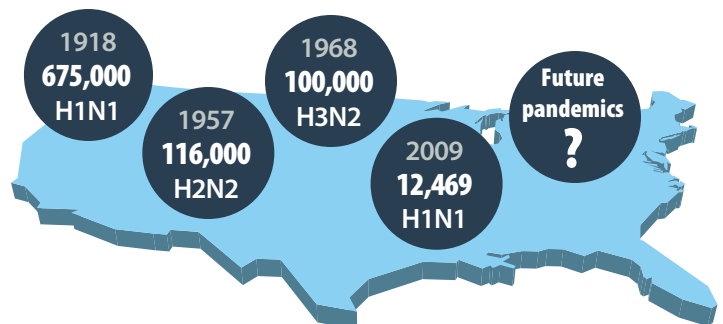 1918
675,000
H1N1
1957
116,000
H2N2
1968
100,000
H3N2
2009
12,469
H1N1
Future
pandemics
?